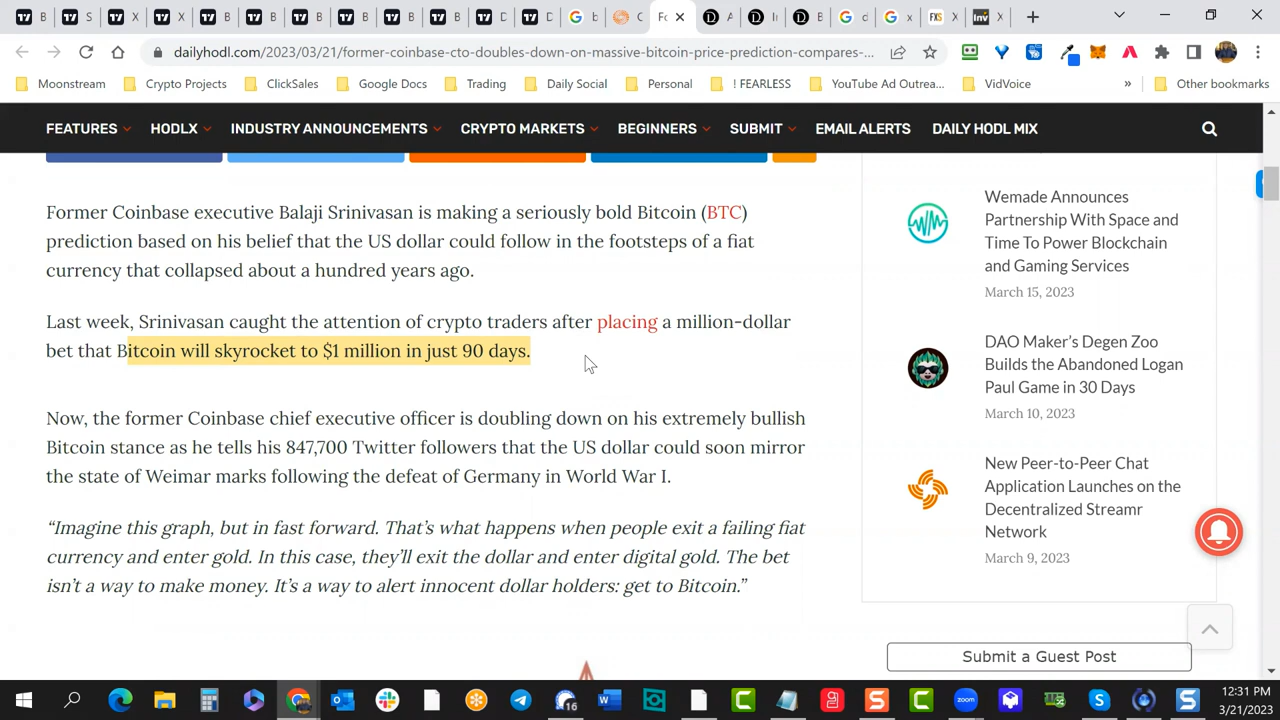 B
S
X
X
B
B
B
B
B
B
D
D
b
C
Fo
A
In
B
d
x
FXS
X
Inv
X
dailyhodl.com/2023/03/21/former-coinbase-cto-doubles-down-on-massive-bitcoin-price-prediction-compares-...
Moonstream
Crypto Projects
ClickSales
Google Docs
Trading
Daily Social
Personal
! FEARLESS
YouTube Ad Outrea...
VidVoice
»
Other bookmarks
FEATURES
HODLX
INDUSTRY ANNOUNCEMENTS
CRYPTO MARKETS
BEGINNERS
SUBMIT
EMAIL ALERTS
DAILY HODL MIX
Former Coinbase executive Balaji Srinivasan is making a seriously bold Bitcoin (BTC)
prediction based on his belief that the US dollar could follow in the footsteps of a fiat
currency that collapsed about a hundred years ago.
Last week, Srinivasan caught the attention of crypto traders after placing a million-dollar
bet that Bitcoin will skyrocket to $1 million in just 90 days.
Now, the former Coinbase chief executive officer is doubling down on his extremely bullish
Bitcoin stance as he tells his 847,700 Twitter followers that the US dollar could soon mirror
the state of Weimar marks following the defeat of Germany in World War I.
“Imagine this graph, but in fast forward. That’s what happens when people exit a failing fiat
currency and enter gold. In this case, they’ll exit the dollar and enter digital gold. The bet
isn’t a way to make money. It’s a way to alert innocent dollar holders: get to Bitcoin.”
Wemade Announces
Partnership With Space and
Time To Power Blockchain
and Gaming Services
March 15, 2023
DAO Maker’s Degen Zoo
Builds the Abandoned Logan
Paul Game in 30 Days
March 10, 2023
New Peer-to-Peer Chat
Application Launches on the
Decentralized Streamr
Network
March 9, 2023
Submit a Guest Post
16
12:31 PM
3/21/2023